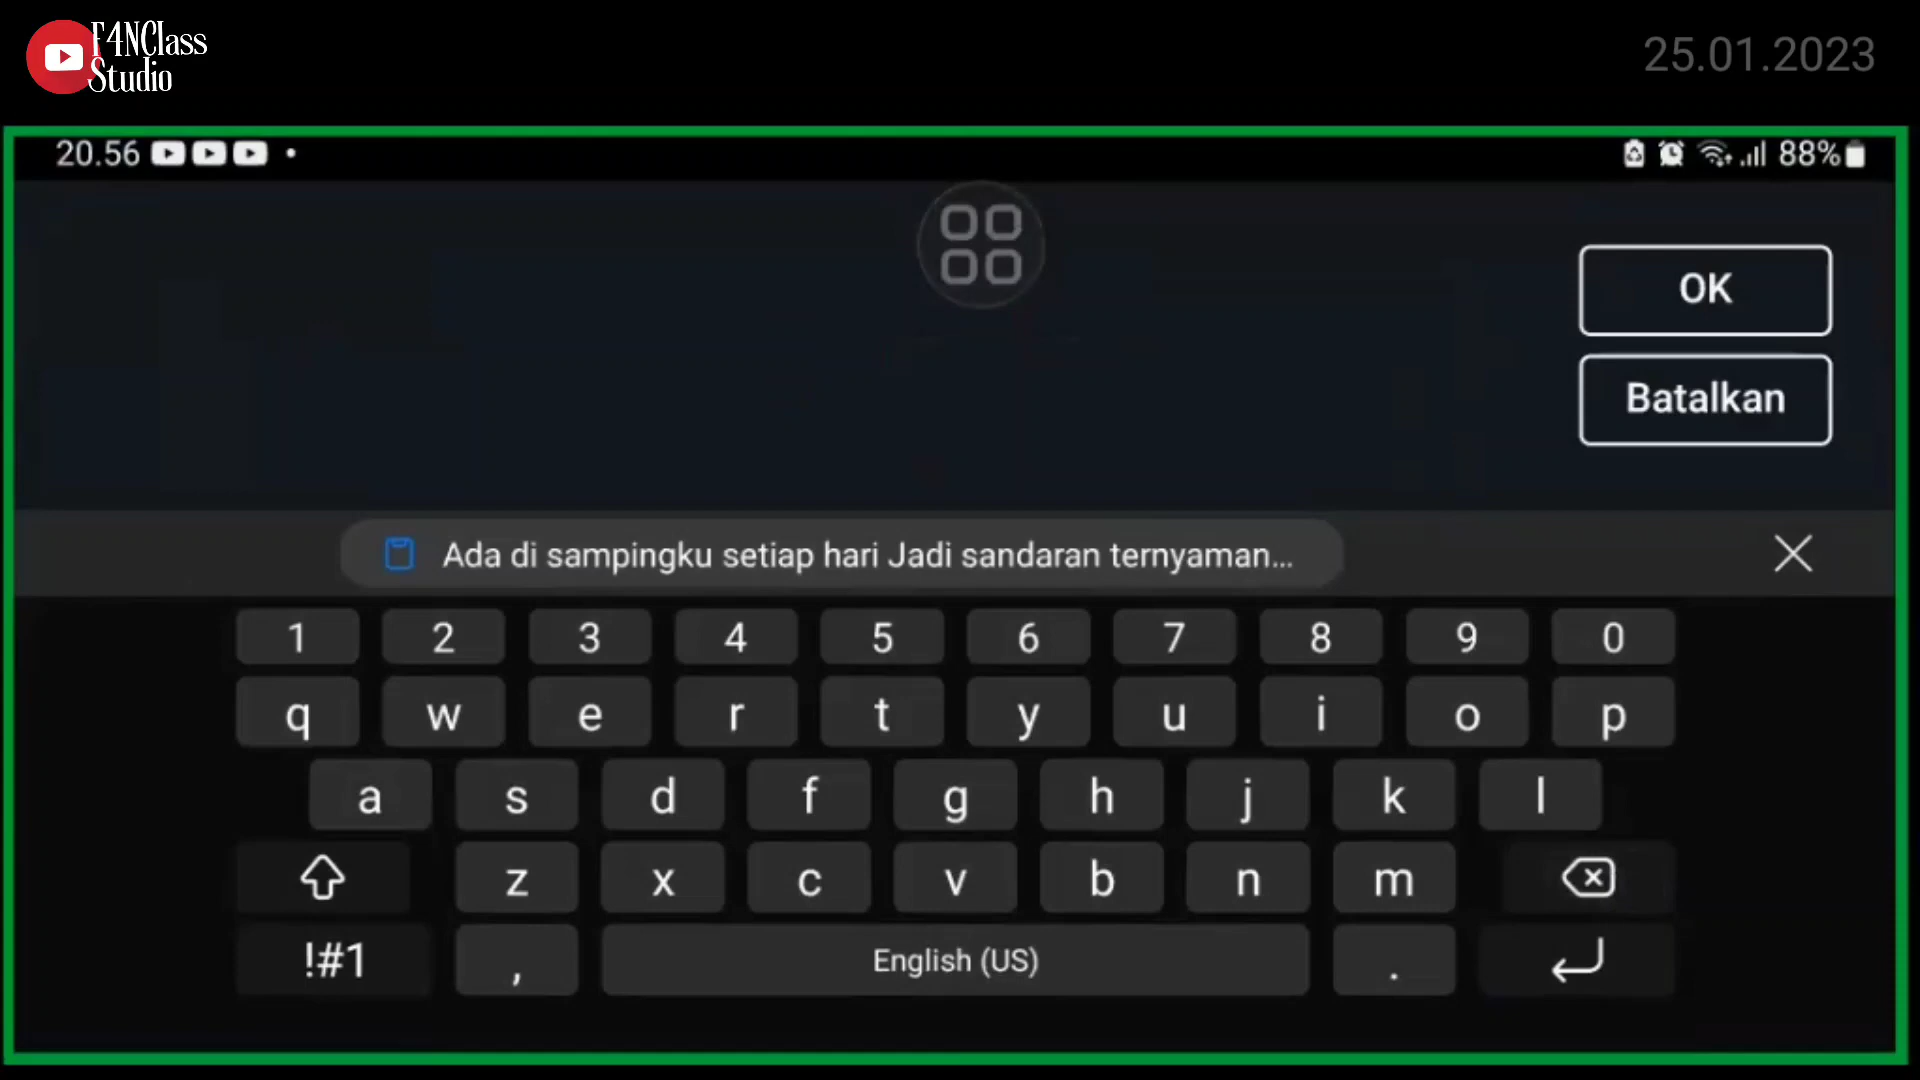 F4NClass
Studio
25.01.2023
20.56
88%
OK
Batalkan
Ada di sampingku setiap hari Jadi sandaran ternyaman...
1 2 3 4 5 6 7 8 9 0
q w e r t y u i o p
a s d f g h j k l
z x c v b n m
!#1 , English (US) .